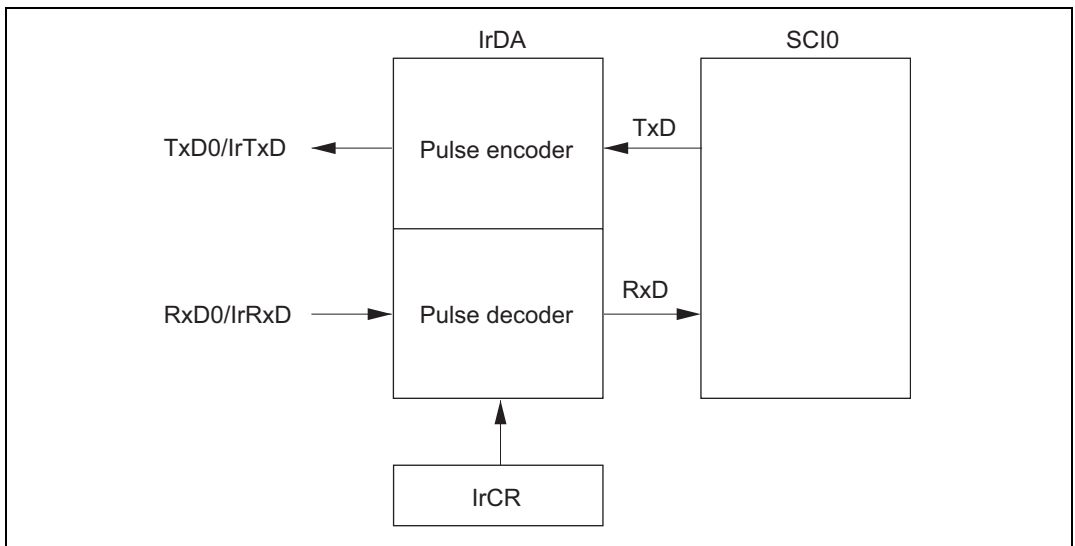 IrDA
SCI0
TxD0/IrTxD
Pulse encoder
TxD
RxD0/IrRxD
Pulse decoder
RxD
IrCR